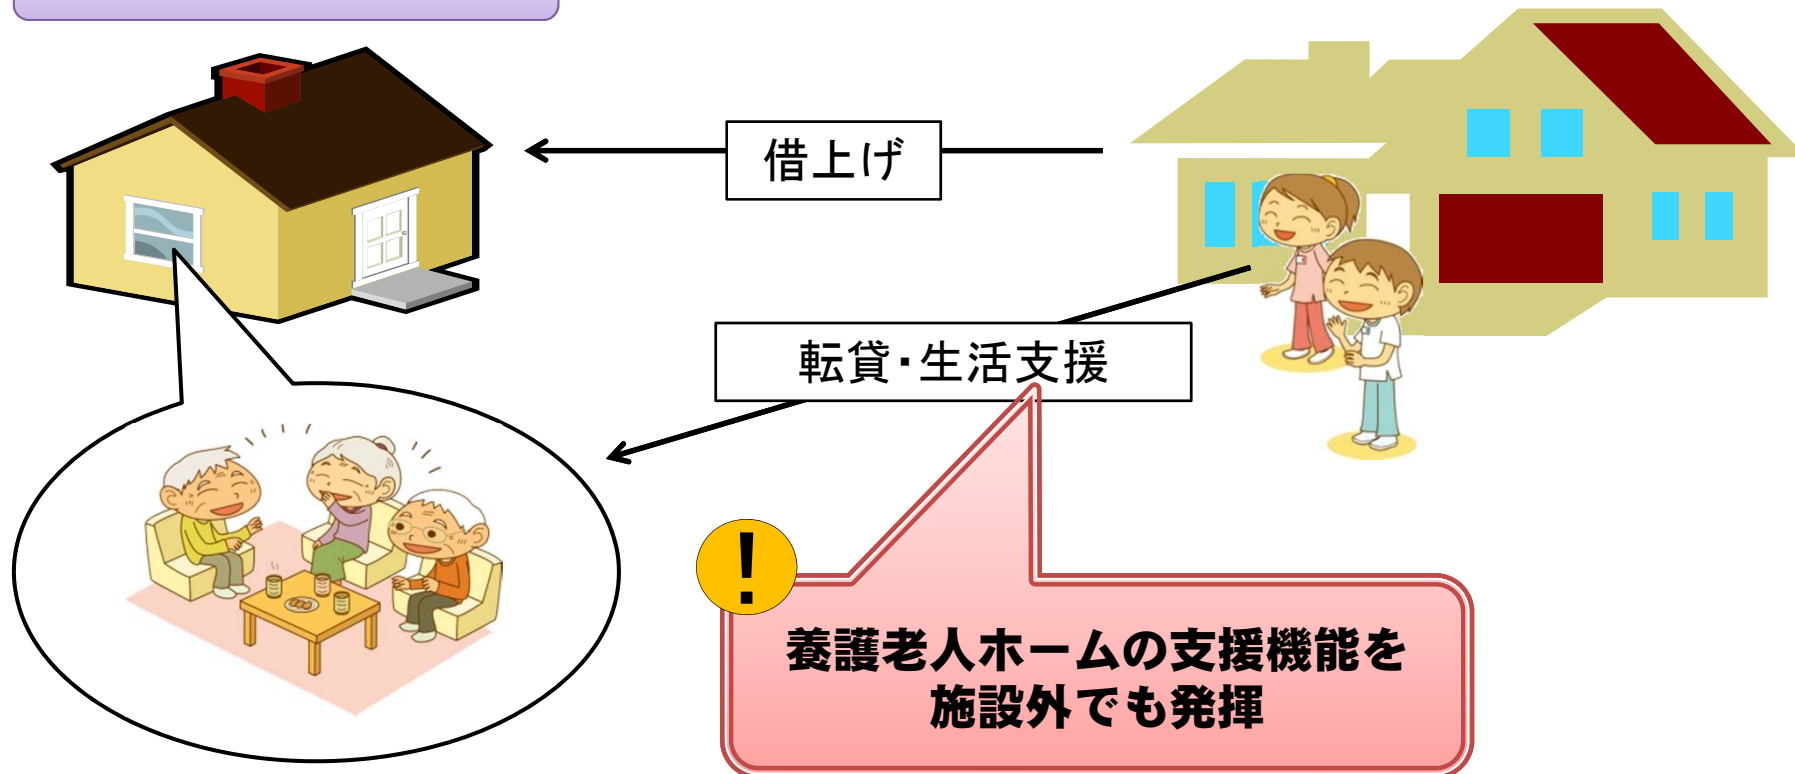 借上げ
転貸・生活支援
!
養護老人ホームの支援機能を
施設外でも発揮